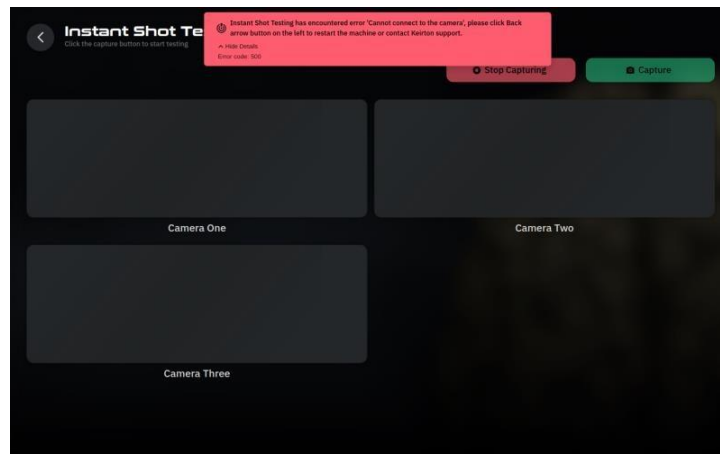 Instant Shot Te
Click the capture button to start testing
Instant Shot Testing has encountered error 'Cannot connect to the camera', please click Back
arrow button on the left to restart the machine or contact Keirton support.
Hide Details
Error code: 500
Stop Capturing
Capture
Camera One
Camera Two
Camera Three